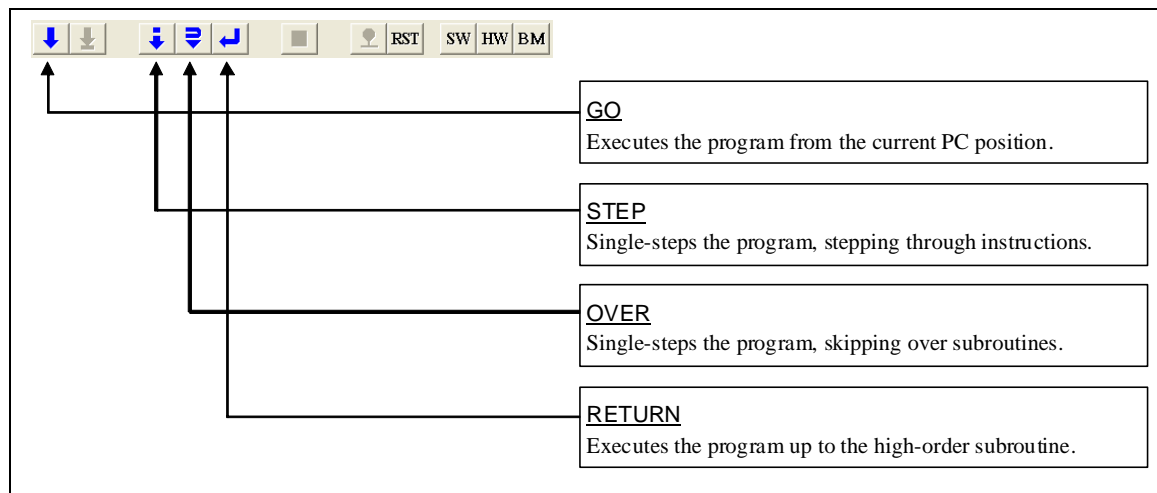 RST SW HW BM
GO
Executes the program from the current PC position.
STEP
Single-steps the program, stepping through instructions.
OVER
Single-steps the program, skipping over subroutines.
RETURN
Executes the program up to the high-order subroutine.